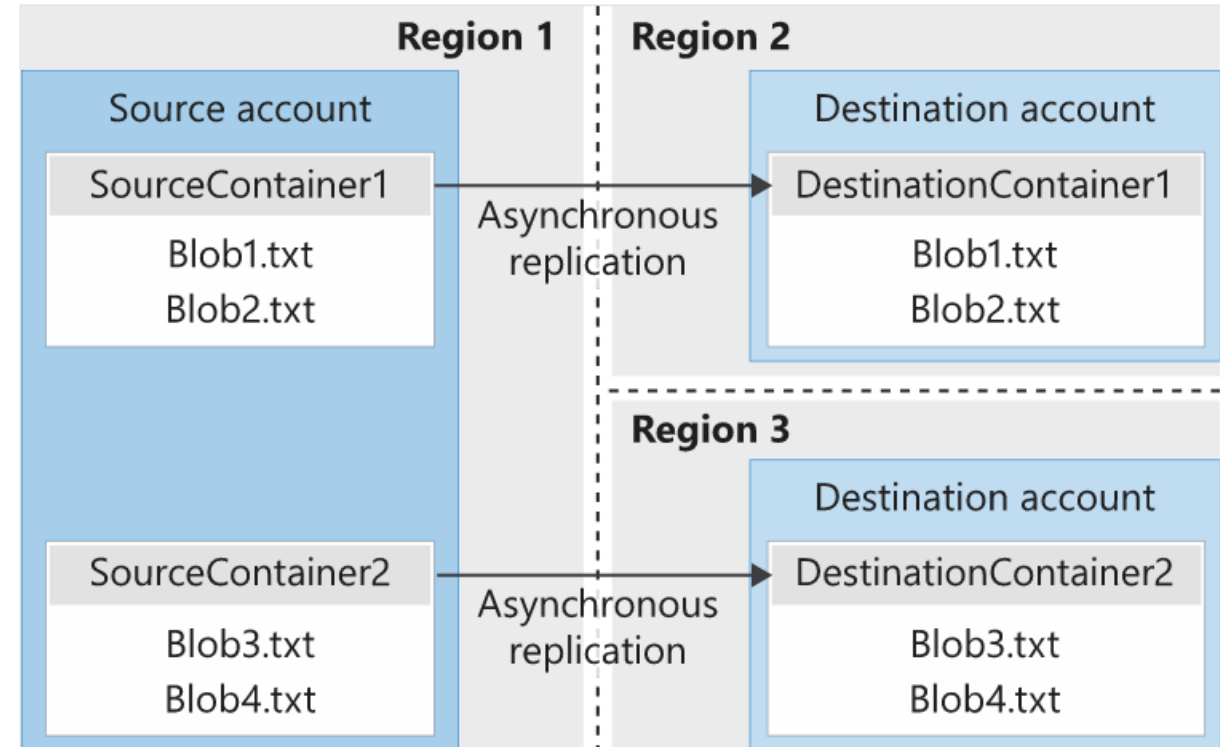 Region 1
Region 2
Source account
Destination account
SourceContainer1
DestinationContainer1
Asynchronous
replication
Blob1.txt
Blob2.txt
Blob1.txt
Blob2.txt
Region 3
Destination account
SourceContainer2
DestinationContainer2
Asynchronous
replication
Blob3.txt
Blob4.txt
Blob3.txt
Blob4.txt